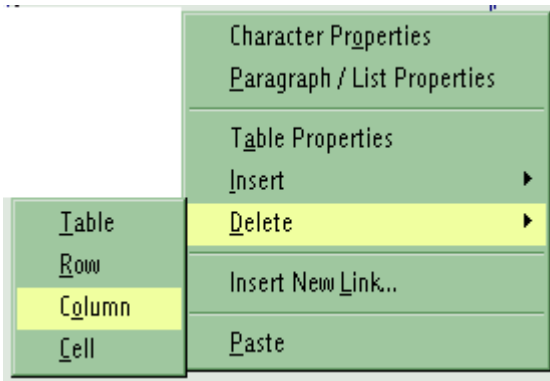 Character Properties
Paragraph / List Properties
Table Properties
Insert
Delete
Insert New Link...
Paste
Table
Row
Column
Cell